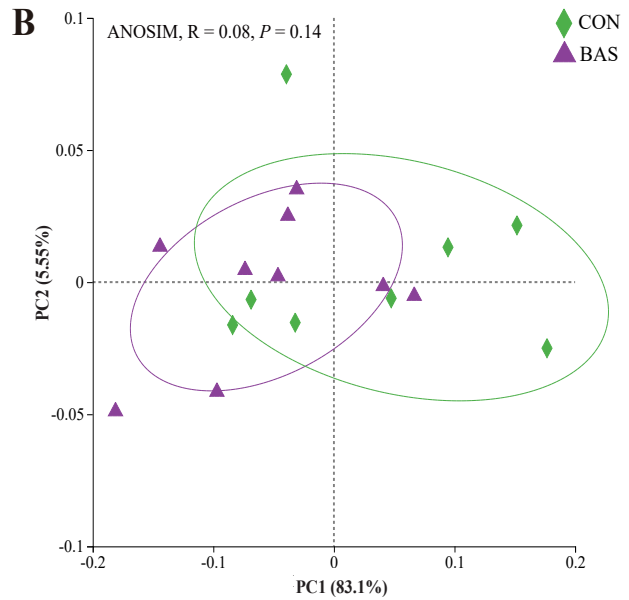 B
ANOSIM, R = 0.08, P = 0.14
CON
BAS
0.1
0.05
0
-0.05
-0.1
PC2 (5.55%)
-0.2
-0.1
0
0.1
0.2
PC1 (83.1%)